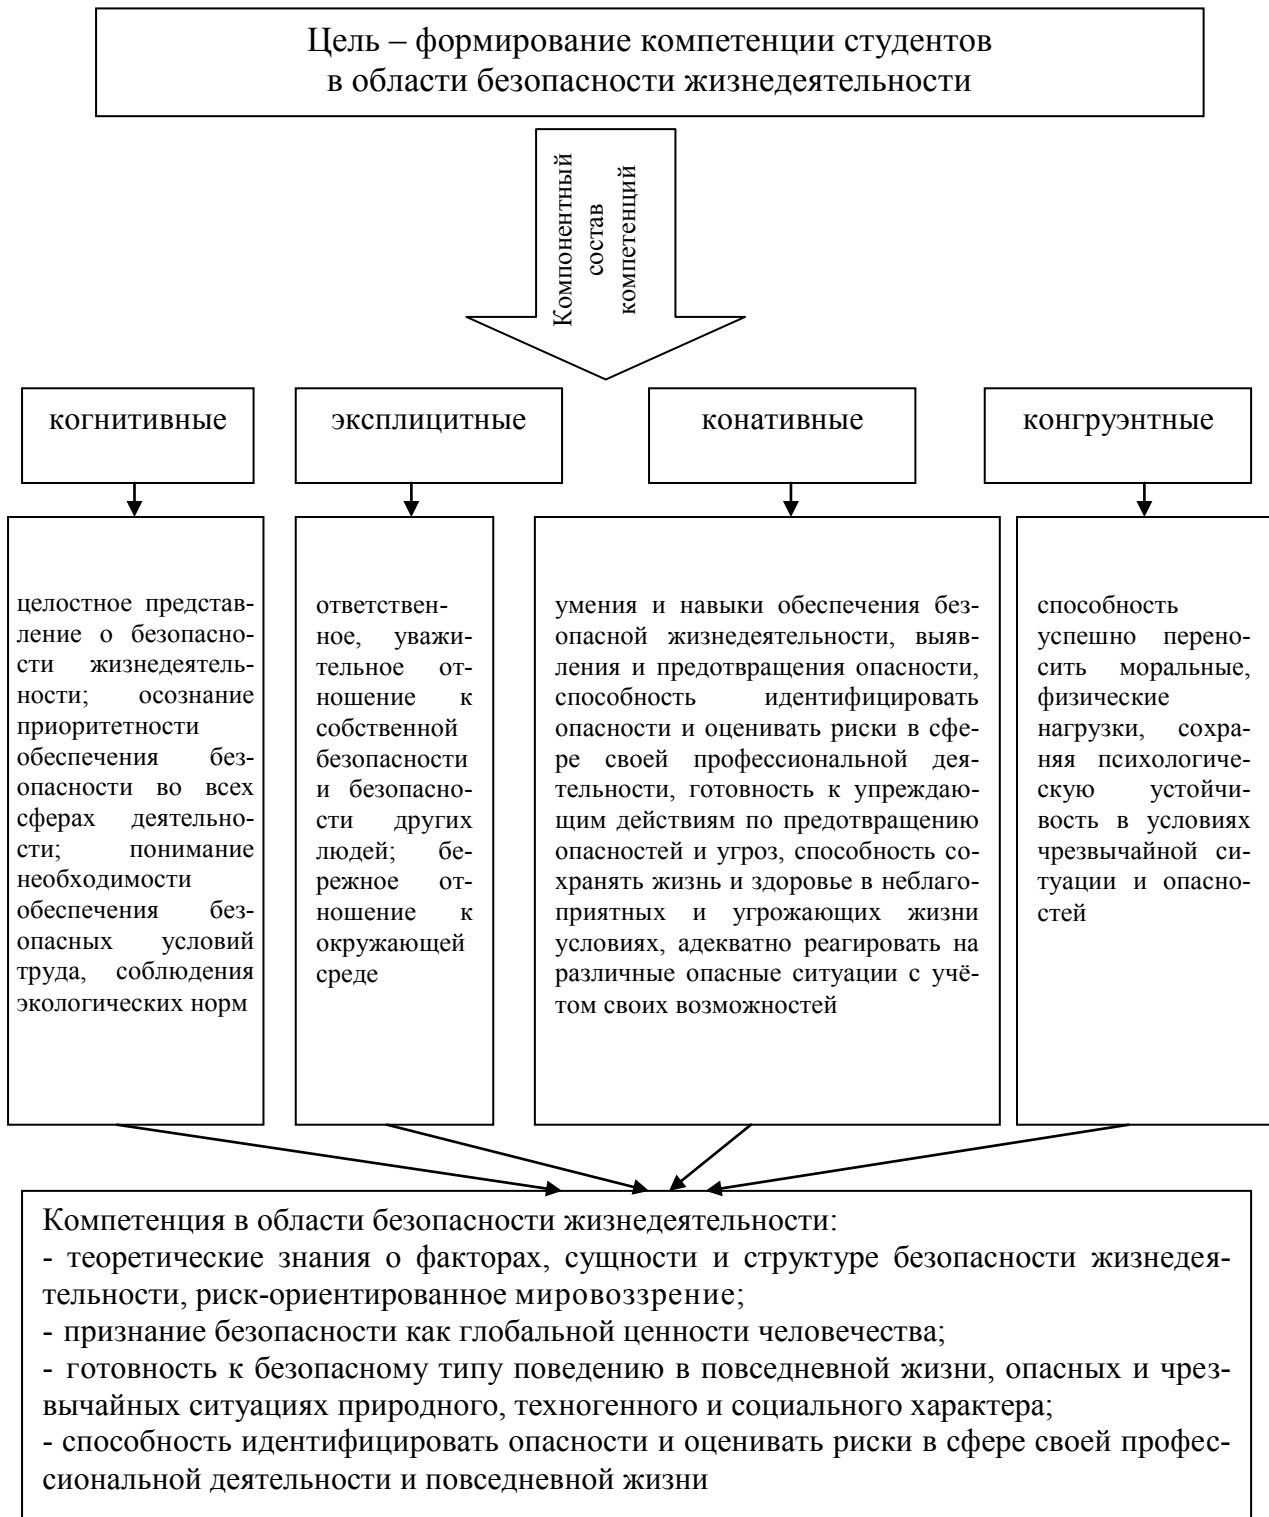 Цель – формирование компетенции студентов
в области безопасности жизнедеятельности
Компонентный
состав
компетенций
когнитивные
эксплицитные
конативные
конгруэнтные
целостное представ-
ление о безопасно-
сти жизнедеятель-
ности; осознание
приоритетности
обеспечения без-
опасности во всех
сферах деятельно-
сти; понимание
необходимости
обеспечения без-
опасных условий
труда, соблюдения
экологических норм
ответствен-
ное, уважи-
тельное от-
ношение к
собственной
безопасности
и безопасно-
сти других
людей; бе-
режное от-
ношение к
окружающей
среде
умения и навыки обеспечения без-
опасной жизнедеятельности, выяв-
ления и предотвращения опасности,
способность идентифицировать
опасности и оценивать риски в сфе-
ре своей профессиональной дея-
тельности, готовность к упреждаю-
щим действиям по предотвращению
опасностей и угроз, способность со-
хранять жизнь и здоровье в неблаго-
приятных и угрожающих жизни
условиях, адекватно реагировать на
различные опасные ситуации с учё-
том своих возможностей
способность
успешно перено-
сить моральные,
физические
нагрузки, сохра-
няя психологиче-
скую устойчи-
вость в условиях
чрезвычайной си-
туации и опасно-
стей
Компетенция в области безопасности жизнедеятельности:
- теоретические знания о факторах, сущности и структуре безопасности жизнедея-
тельности, риск-ориентированное мировоззрение;
- признание безопасности как глобальной ценности человечества;
- готовность к безопасному типу поведению в повседневной жизни, опасных и чрез-
вычайных ситуациях природного, техногенного и социального характера;
- способность идентифицировать опасности и оценивать риски в сфере своей профес-
сиональной деятельности и повседневной жизни